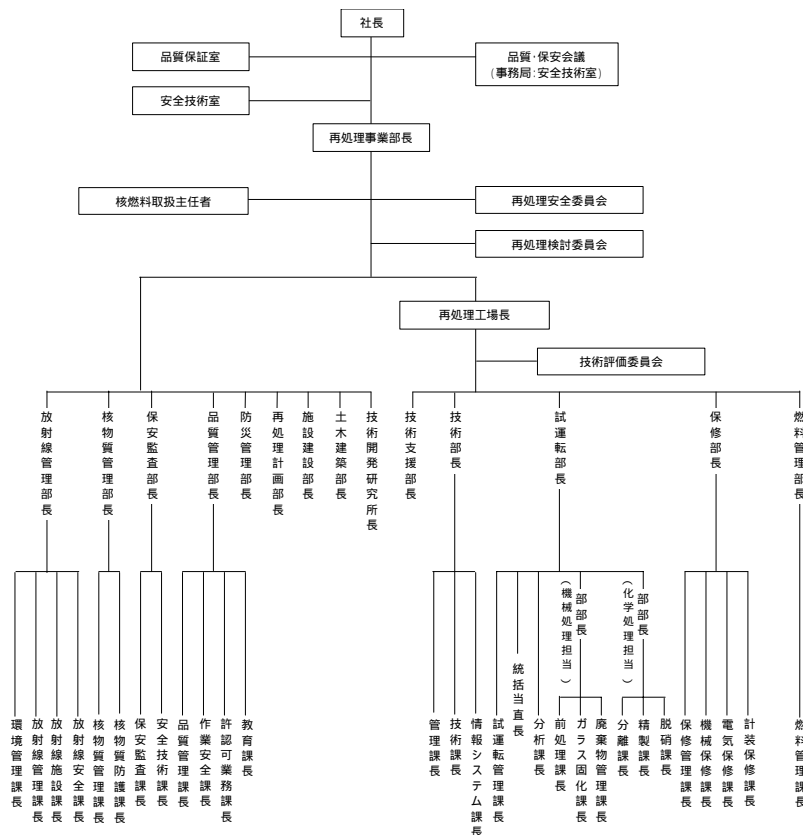 社長
品質保証室
品質・保安会議
(事務局:安全技術室)
安全技術室
再処理事業部長
核燃料取扱主任者
再処理安全委員会
再処理検討委員会
再処理工場長
技術評価委員会
放射線管理部長
核物質管理部長
保安監査部長
品質管理部長
防災管理部長
再処理計画部長
施設建設部長
土木建築部長
技術開発研究所長
技術支援部長
技術部長
試運転部長
保修部長
燃料管理部長
環境管理課長
放射線管理課長
放射線施設課長
放射線安全課長
核物質管理課長
核物質防護課長
保安監査課長
安全技術課長
品質管理課長
作業安全課長
許認可業務課長
教育課長
管理課長
技術課長
情報システム課長
試運転管理課長
統括当直長
分析課長
部部長
(機械処理担当)
前処理課長
ガラス固化課長
廃棄物管理課長
部部長
(化学処理担当)
分離課長
精製課長
脱硝課長
保修管理課長
機械保修課長
電気保修課長
計装保修課長
燃料管理課長